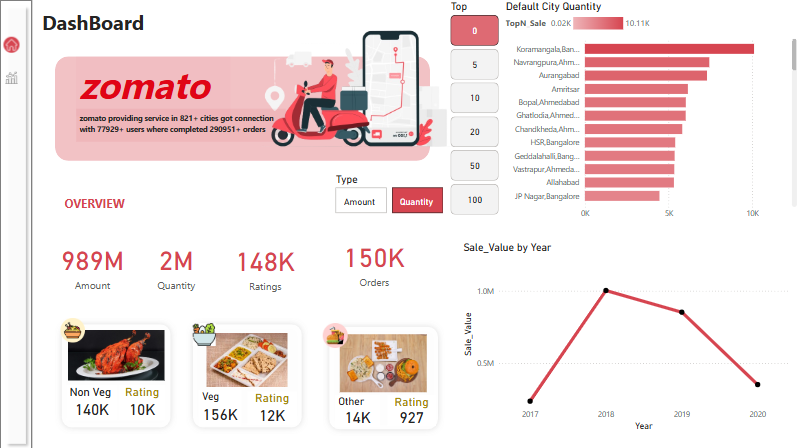 DashBoard
zomato
zomato providing service in 821+ cities got connection
with 77929+ users where completed 290951+ orders
OVERVIEW
Type
Amount
Quantity
Top
0
5
10
20
50
100
Default City Quantity
TopN_Sale 0.02K 10.11K
Koramangala,Ban...
Navrangpura,Ahm...
Aurangabad
Amritsar
Bopal,Ahmedabad
Ghatlodia,Ahmed...
Chandkheda,Ahm...
HSR,Bangalore
Geddalahalli,Bang...
Vastrapur,Ahmeda...
Allahabad
JP Nagar,Bangalore
0K 5K 10K
989M
Amount
2M
Quantity
148K
Ratings
150K
Orders
Non Veg Rating
140K 10K
Veg Rating
156K 12K
Other Rating
14K 927
Sale_Value by Year
Sale_Value
1.0M
0.5M
2017 2018 2019 2020
Year